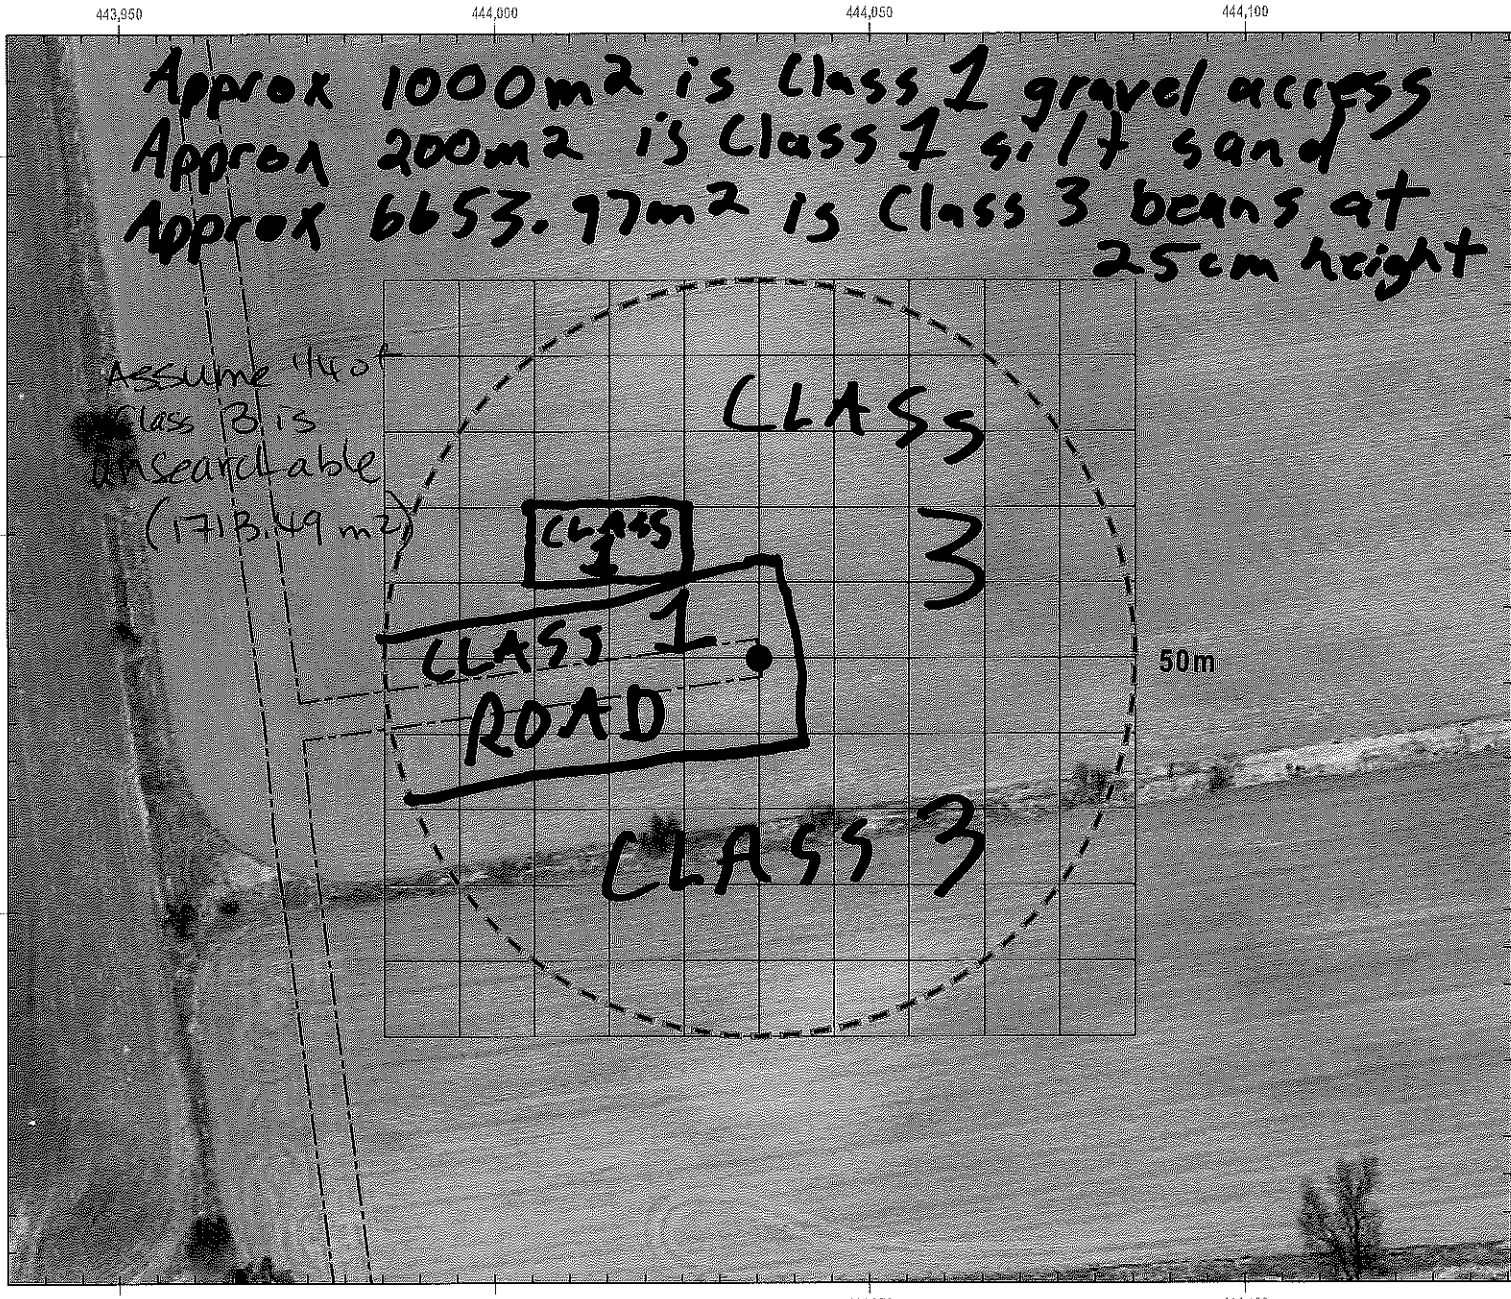 443,950 444,000 444,050 444,100
Approx 1000m2 is Class 1 gravel access
Approx 200m2 is Class 1 silt sand
Approx 6653.97m2 is Class 3 beans at
25cm height
Assume 1/4 of
Class 3 is
unsearchable
(1713.49 m2)
CLASS
3
CLASS
1
CLASS 1
ROAD
50m
CLASS 3